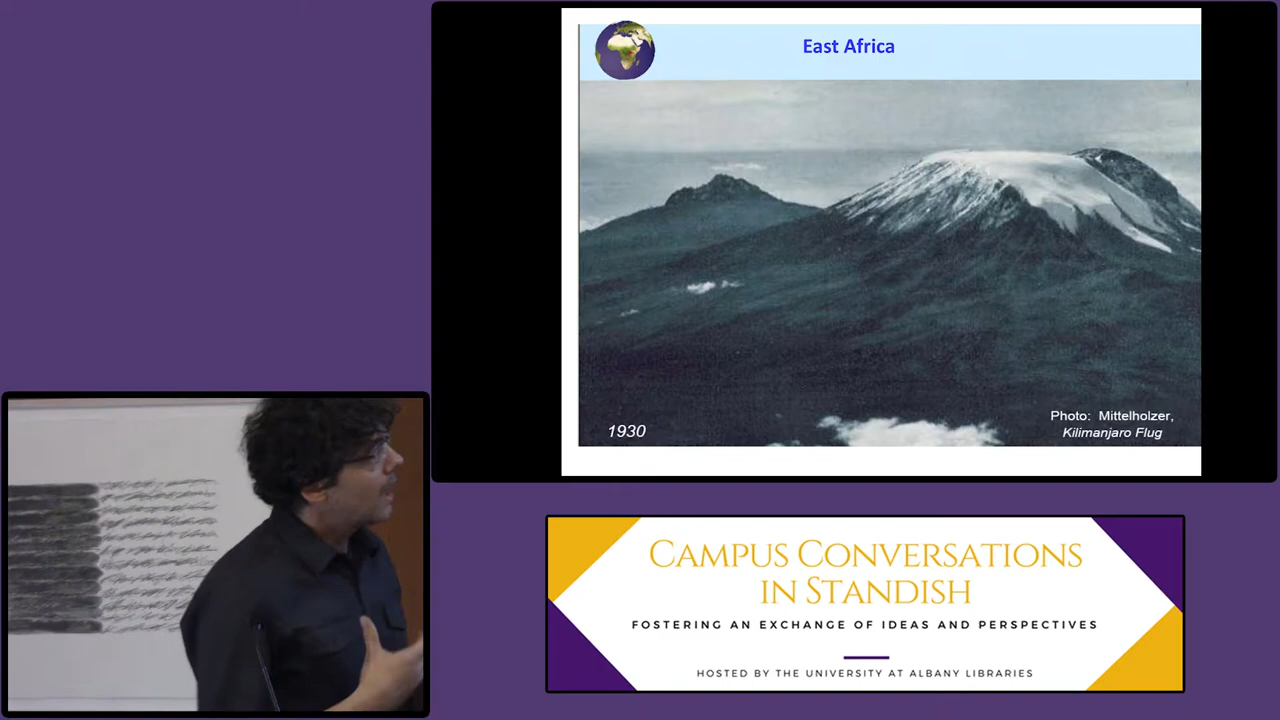 East Africa
1930
Photo: Mittelholzer,
Kilimanjaro Flug
CAMPUS CONVERSATIONS
IN STANDISH
FOSTERING AN EXCHANGE OF IDEAS AND PERSPECTIVES
HOSTED BY THE UNIVERSITY AT ALBANY LIBRARIES